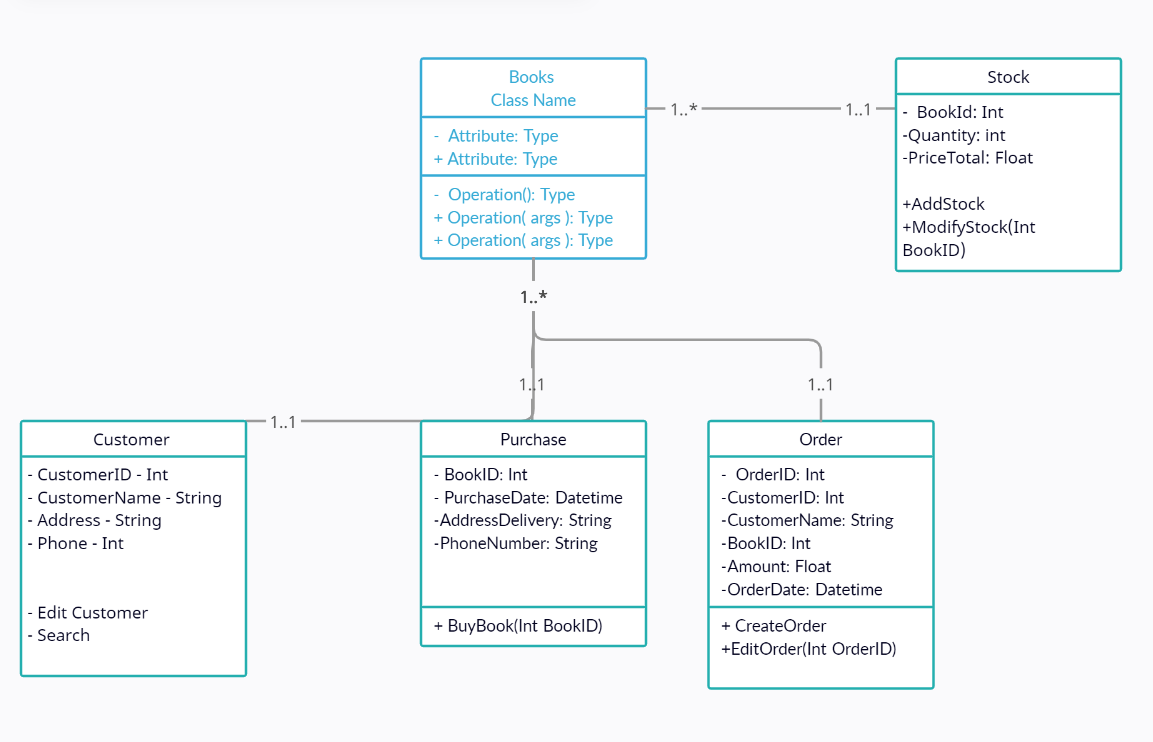 Books
Class Name
-  Attribute: Type
+ Attribute: Type
-  Operation(): Type
+ Operation( args ): Type
+ Operation( args ): Type
1..*
1..1
Stock
-  BookId: Int
-Quantity: int
-PriceTotal: Float
+AddStock
+ModifyStock(Int
BookID)
1..*
1..1
1..1
1..1
Customer
- CustomerID - Int
- CustomerName - String
- Address - String
- Phone - Int
- Edit Customer
- Search
Purchase
- BookID: Int
- PurchaseDate: Datetime
-AddressDelivery: String
-PhoneNumber: String
+ BuyBook(Int BookID)
Order
-  OrderID: Int
-CustomerID: Int
-CustomerName: String
-BookID: Int
-Amount: Float
-OrderDate: Datetime
+ CreateOrder
+EditOrder(Int OrderID)